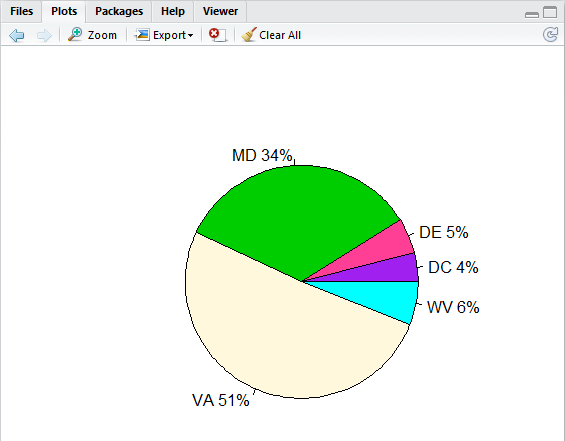 Files Plots Packages Help Viewer
Zoom Export Clear All
MD 34%
DE 5%
DC 4%
WV 6%
VA 51%